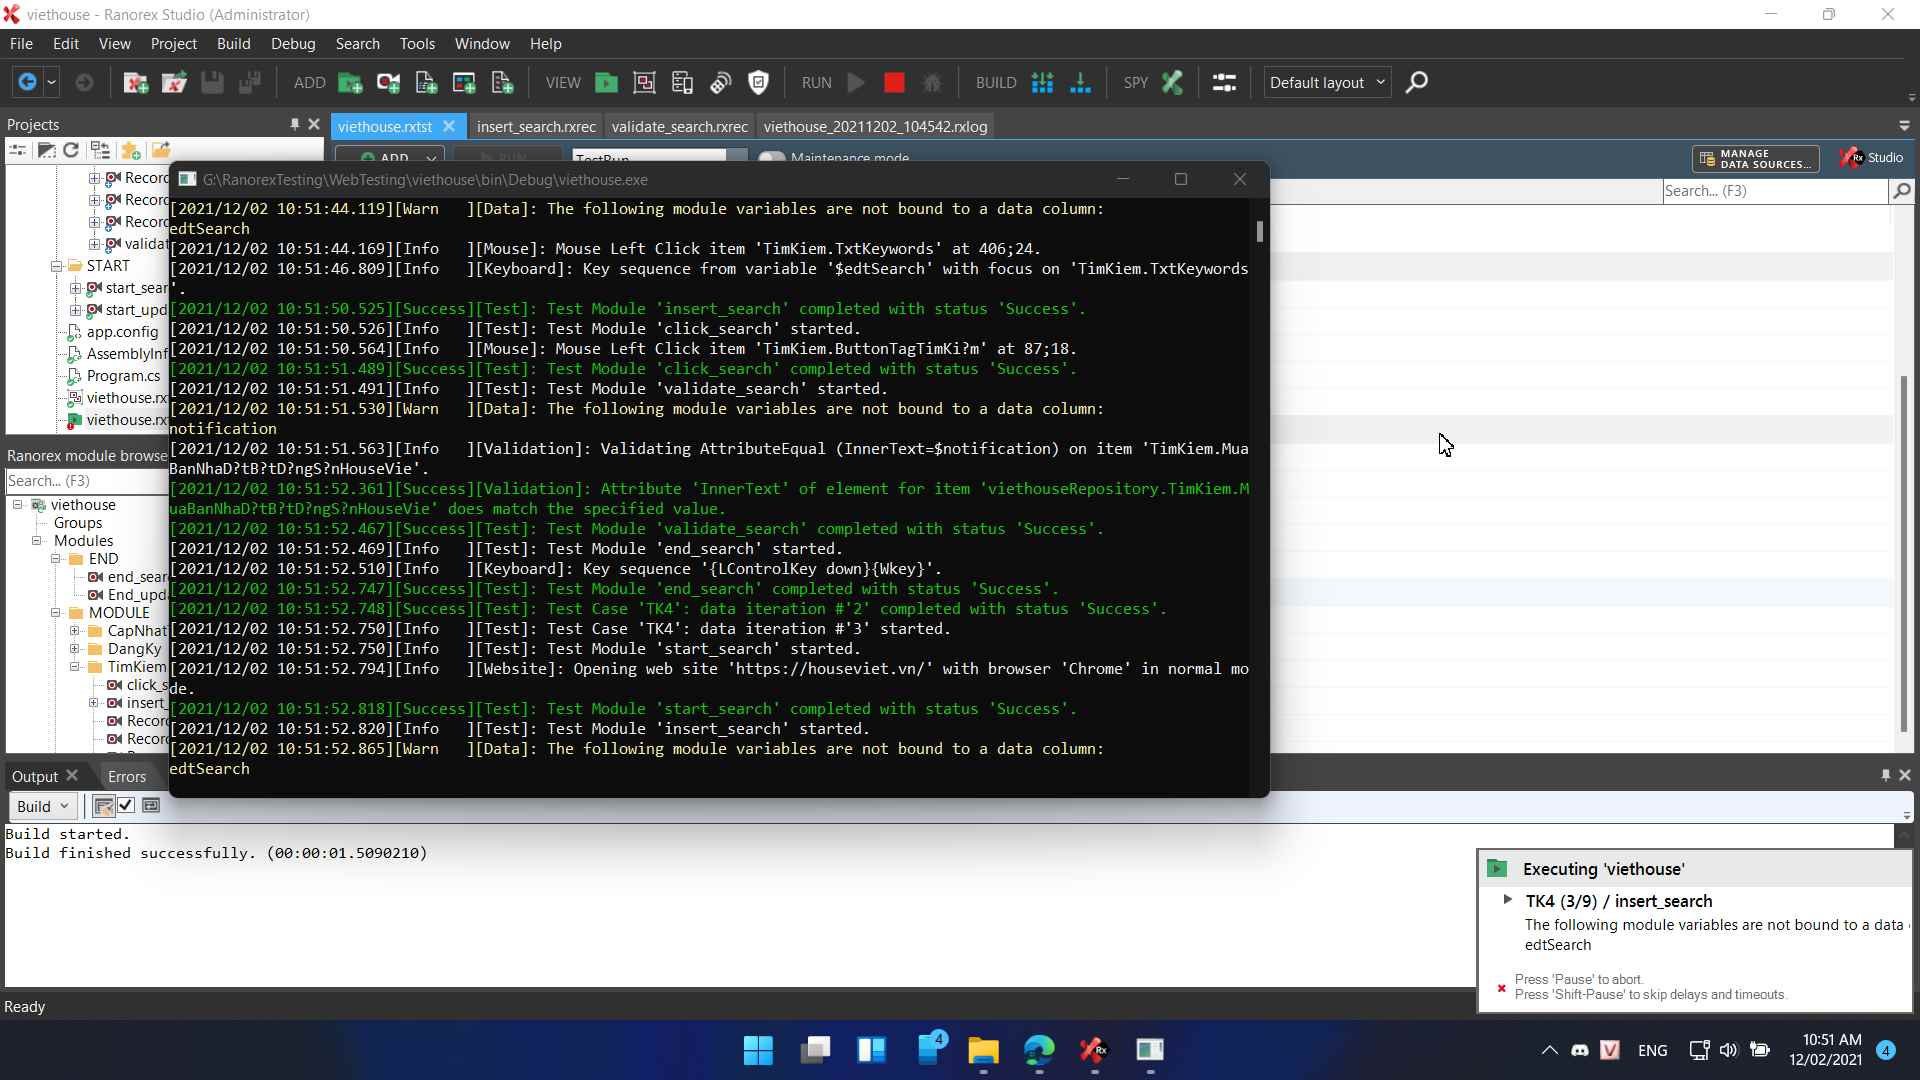 viethouse - Ranorex Studio (Administrator)
File Edit View Project Build Debug Search Tools Window Help
ADD VIEW RUN BUILD SPY Default layout
Projects
viethouse.rxtst insert_search.rxrec validate_search.rxrec viethouse_20211202_104542.rxlog
ADD RUN TestRun Maintenance mode
MANAGE
DATA SOURCES...
Rx Studio
Search... (F3)
Record
Record
Record
validat
START
start_sear
start_upd
app.config
AssemblyInf
Program.cs
viethouse.rx
viethouse.rx
Ranorex module browse
Search... (F3)
viethouse
Groups
Modules
END
end_sear
End_upda
MODULE
CapNhat
DangKy
TimKiem
click_s
insert_
Record
Record
G:\RanorexTesting\WebTesting\viethouse\bin\Debug\viethouse.exe
[2021/12/02 10:51:44.119][Warn   ][Data]: The following module variables are not bound to a data column:
edtSearch
[2021/12/02 10:51:44.169][Info   ][Mouse]: Mouse Left Click item 'TimKiem.TxtKeywords' at 406;24.
[2021/12/02 10:51:46.809][Info   ][Keyboard]: Key sequence from variable '$edtSearch' with focus on 'TimKiem.TxtKeywords
'.
[2021/12/02 10:51:50.525][Success][Test]: Test Module 'insert_search' completed with status 'Success'.
[2021/12/02 10:51:50.526][Info   ][Test]: Test Module 'click_search' started.
[2021/12/02 10:51:50.564][Info   ][Mouse]: Mouse Left Click item 'TimKiem.ButtonTagTimKi?m' at 87;18.
[2021/12/02 10:51:51.489][Success][Test]: Test Module 'click_search' completed with status 'Success'.
[2021/12/02 10:51:51.491][Info   ][Test]: Test Module 'validate_search' started.
[2021/12/02 10:51:51.530][Warn   ][Data]: The following module variables are not bound to a data column:
notification
[2021/12/02 10:51:51.563][Info   ][Validation]: Validating AttributeEqual (InnerText=$notification) on item 'TimKiem.Mua
BanNhaD?tB?tD?ngS?nHouseVie'.
[2021/12/02 10:51:52.361][Success][Validation]: Attribute 'InnerText' of element for item 'viethouseRepository.TimKiem.M
uaBanNhaD?tB?tD?ngS?nHouseVie' does match the specified value.
[2021/12/02 10:51:52.467][Success][Test]: Test Module 'validate_search' completed with status 'Success'.
[2021/12/02 10:51:52.469][Info   ][Test]: Test Module 'end_search' started.
[2021/12/02 10:51:52.510][Info   ][Keyboard]: Key sequence '{LControlKey down}{Wkey}'.
[2021/12/02 10:51:52.747][Success][Test]: Test Module 'end_search' completed with status 'Success'.
[2021/12/02 10:51:52.748][Success][Test]: Test Case 'TK4': data iteration #'2' completed with status 'Success'.
[2021/12/02 10:51:52.750][Info   ][Test]: Test Case 'TK4': data iteration #'3' started.
[2021/12/02 10:51:52.750][Info   ][Test]: Test Module 'start_search' started.
[2021/12/02 10:51:52.794][Info   ][Website]: Opening web site 'https://houseviet.vn/' with browser 'Chrome' in normal mo
de.
[2021/12/02 10:51:52.818][Success][Test]: Test Module 'start_search' completed with status 'Success'.
[2021/12/02 10:51:52.820][Info   ][Test]: Test Module 'insert_search' started.
[2021/12/02 10:51:52.865][Warn   ][Data]: The following module variables are not bound to a data column:
edtSearch
Output Errors
Build
Build started.
Build finished successfully. (00:00:01.5090210)
Executing 'viethouse'
TK4 (3/9) / insert_search
The following module variables are not bound to a data
edtSearch
Press 'Pause' to abort.
Press 'Shift-Pause' to skip delays and timeouts.
Ready
4
Rx
V
ENG
10:51 AM
12/02/2021
4